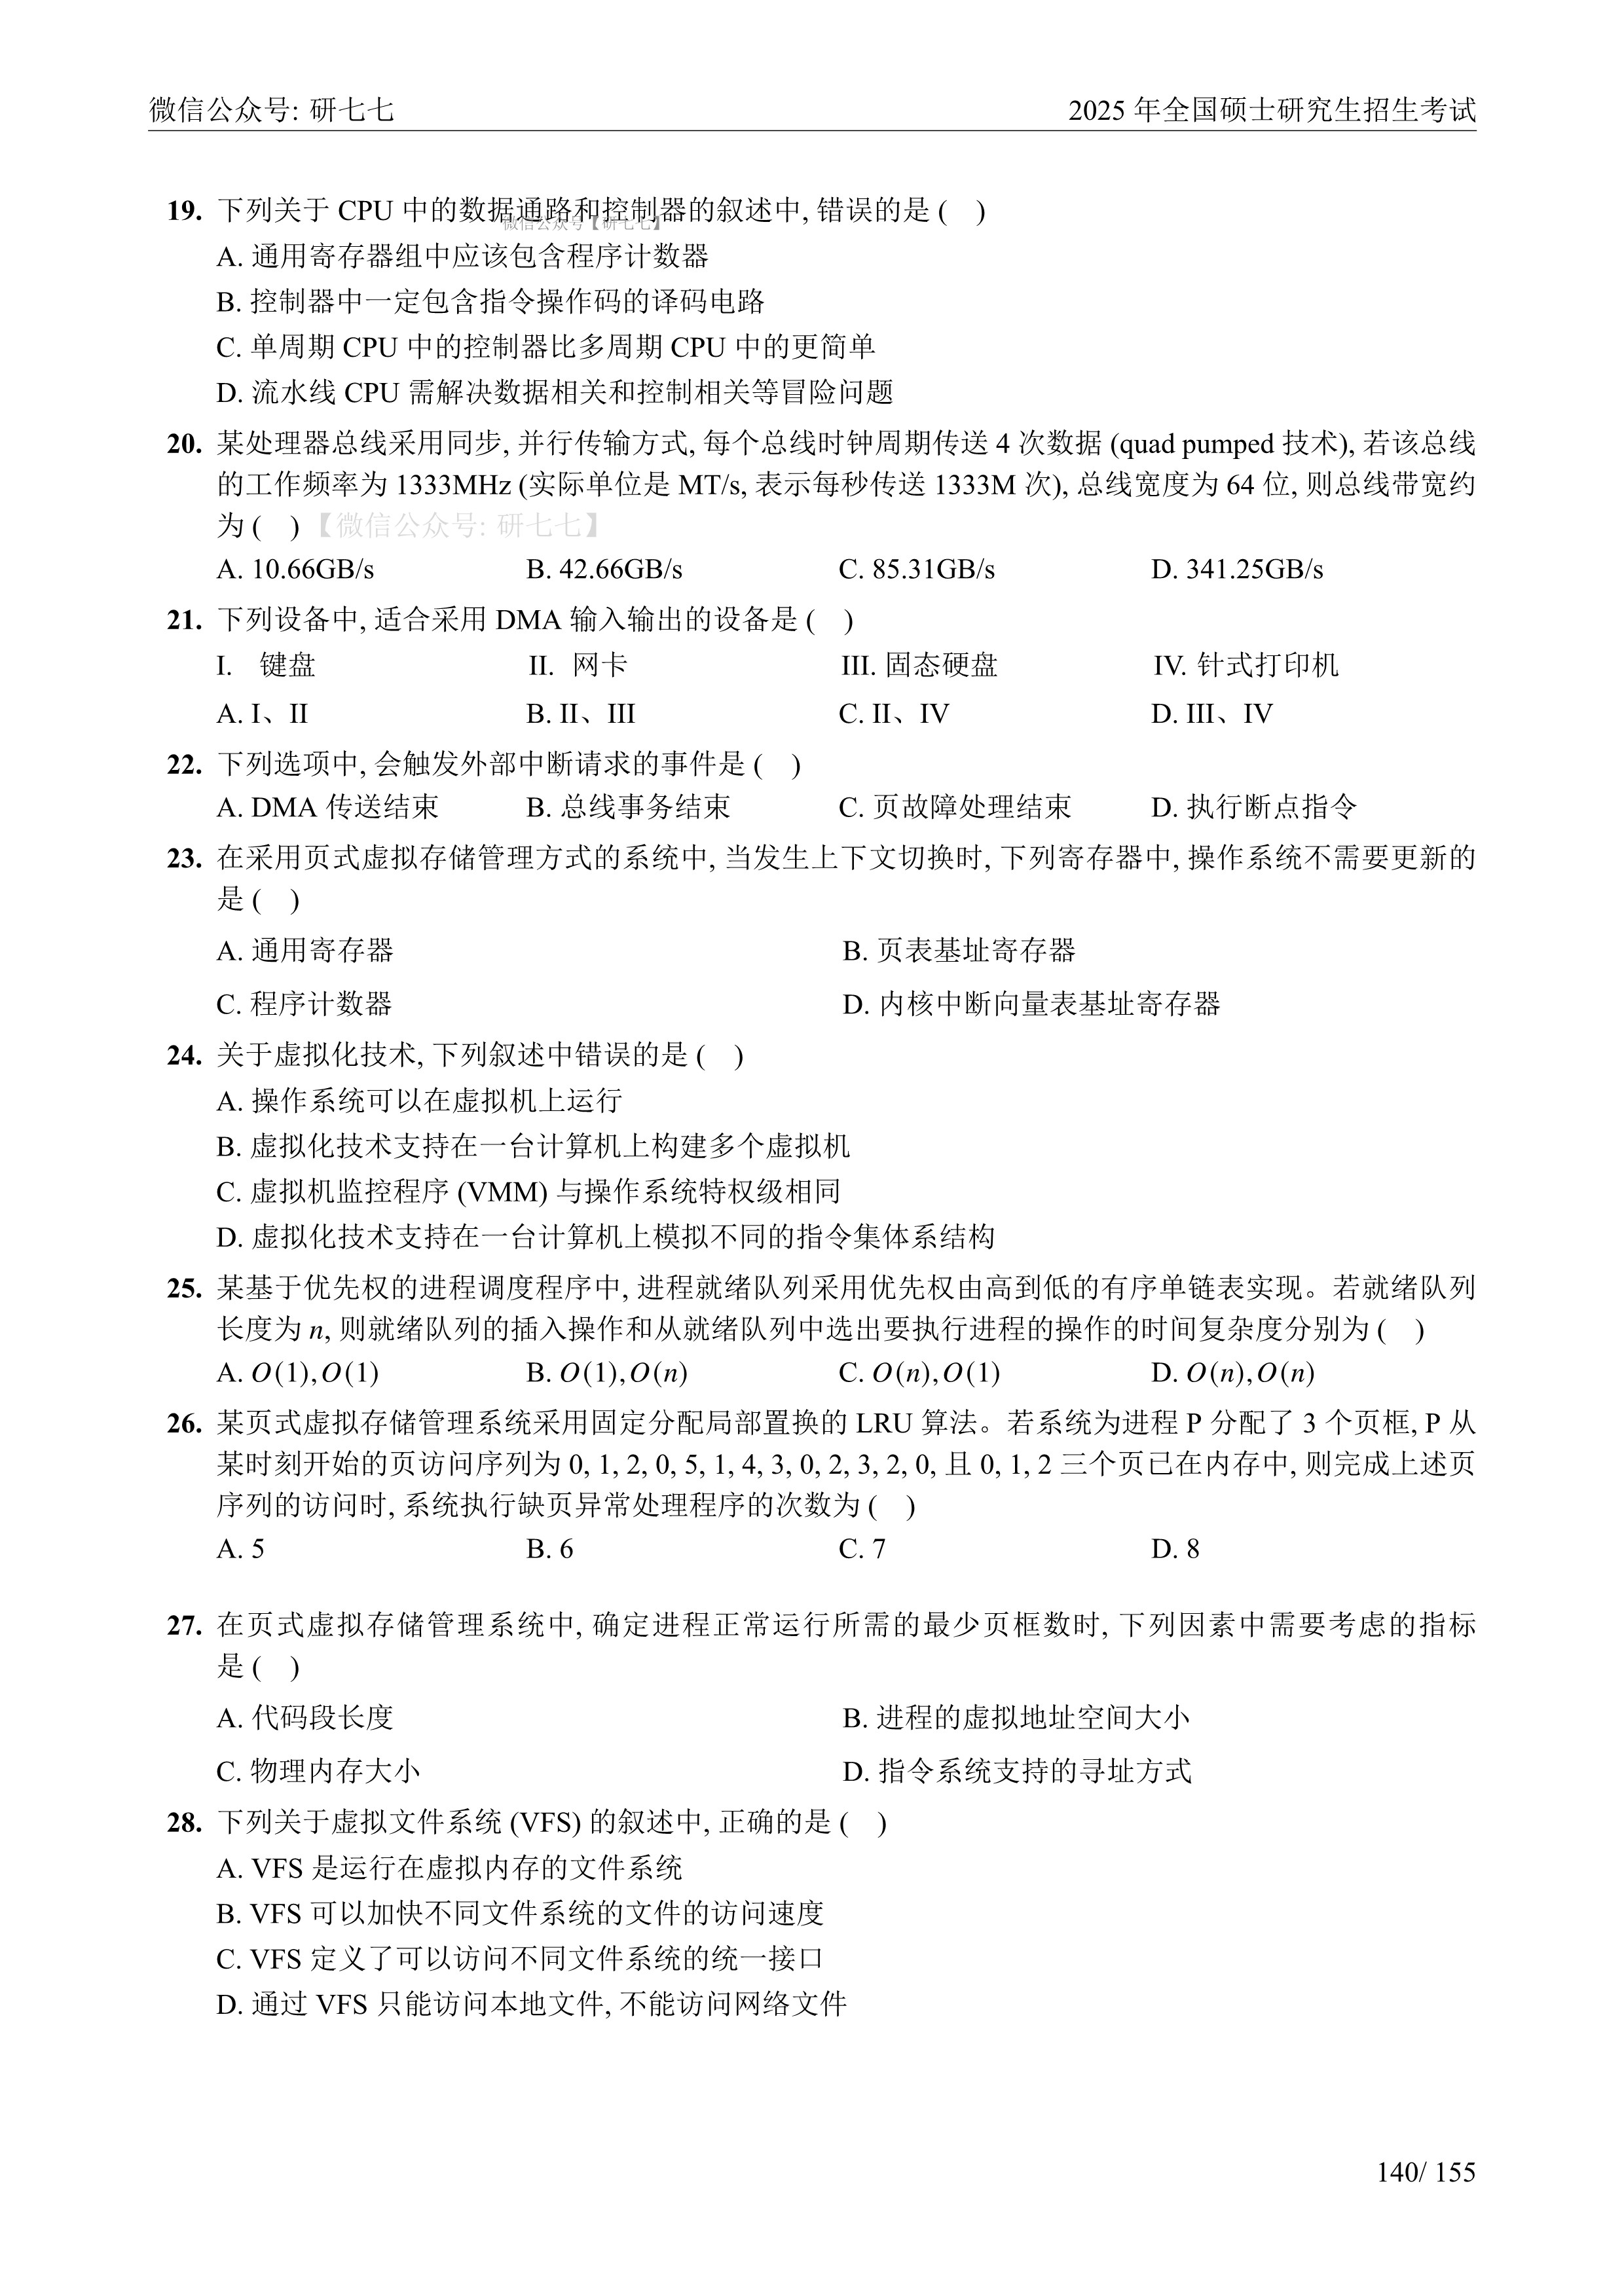 微信公众号: 研七七
2025 年全国硕士研究生招生考试
19. 下列关于 CPU 中的数据通路和控制器的叙述中, 错误的是 (　)
微信公众号【研七七】
A. 通用寄存器组中应该包含程序计数器
B. 控制器中一定包含指令操作码的译码电路
C. 单周期 CPU 中的控制器比多周期 CPU 中的更简单
D. 流水线 CPU 需解决数据相关和控制相关等冒险问题
20. 某处理器总线采用同步, 并行传输方式, 每个总线时钟周期传送 4 次数据 (quad pumped 技术), 若该总线
的工作频率为 1333MHz (实际单位是 MT/s, 表示每秒传送 1333M 次), 总线宽度为 64 位, 则总线带宽约
为 (　) 【微信公众号: 研七七】
A. 10.66GB/s B. 42.66GB/s C. 85.31GB/s D. 341.25GB/s
21. 下列设备中, 适合采用 DMA 输入输出的设备是 (　)
I. 键盘 II. 网卡 III. 固态硬盘 IV. 针式打印机
A. I、II B. II、III C. II、IV D. III、IV
22. 下列选项中, 会触发外部中断请求的事件是 (　)
A. DMA 传送结束 B. 总线事务结束 C. 页故障处理结束 D. 执行断点指令
23. 在采用页式虚拟存储管理方式的系统中, 当发生上下文切换时, 下列寄存器中, 操作系统不需要更新的
是 (　)
A. 通用寄存器 B. 页表基址寄存器
C. 程序计数器 D. 内核中断向量表基址寄存器
24. 关于虚拟化技术, 下列叙述中错误的是 (　)
A. 操作系统可以在虚拟机上运行
B. 虚拟化技术支持在一台计算机上构建多个虚拟机
C. 虚拟机监控程序 (VMM) 与操作系统特权级相同
D. 虚拟化技术支持在一台计算机上模拟不同的指令集体系结构
25. 某基于优先权的进程调度程序中, 进程就绪队列采用优先权由高到低的有序单链表实现。若就绪队列
长度为 n, 则就绪队列的插入操作和从就绪队列中选出要执行进程的操作的时间复杂度分别为 (　)
A. O(1),O(1) B. O(1),O(n) C. O(n),O(1) D. O(n),O(n)
26. 某页式虚拟存储管理系统采用固定分配局部置换的 LRU 算法。若系统为进程 P 分配了 3 个页框, P 从
某时刻开始的页访问序列为 0, 1, 2, 0, 5, 1, 4, 3, 0, 2, 3, 2, 0, 且 0, 1, 2 三个页已在内存中, 则完成上述页
序列的访问时, 系统执行缺页异常处理程序的次数为 (　)
A. 5 B. 6 C. 7 D. 8
27. 在页式虚拟存储管理系统中, 确定进程正常运行所需的最少页框数时, 下列因素中需要考虑的指标
是 (　)
A. 代码段长度 B. 进程的虚拟地址空间大小
C. 物理内存大小 D. 指令系统支持的寻址方式
28. 下列关于虚拟文件系统 (VFS) 的叙述中, 正确的是 (　)
A. VFS 是运行在虚拟内存的文件系统
B. VFS 可以加快不同文件系统的文件的访问速度
C. VFS 定义了可以访问不同文件系统的统一接口
D. 通过 VFS 只能访问本地文件, 不能访问网络文件
140/ 155